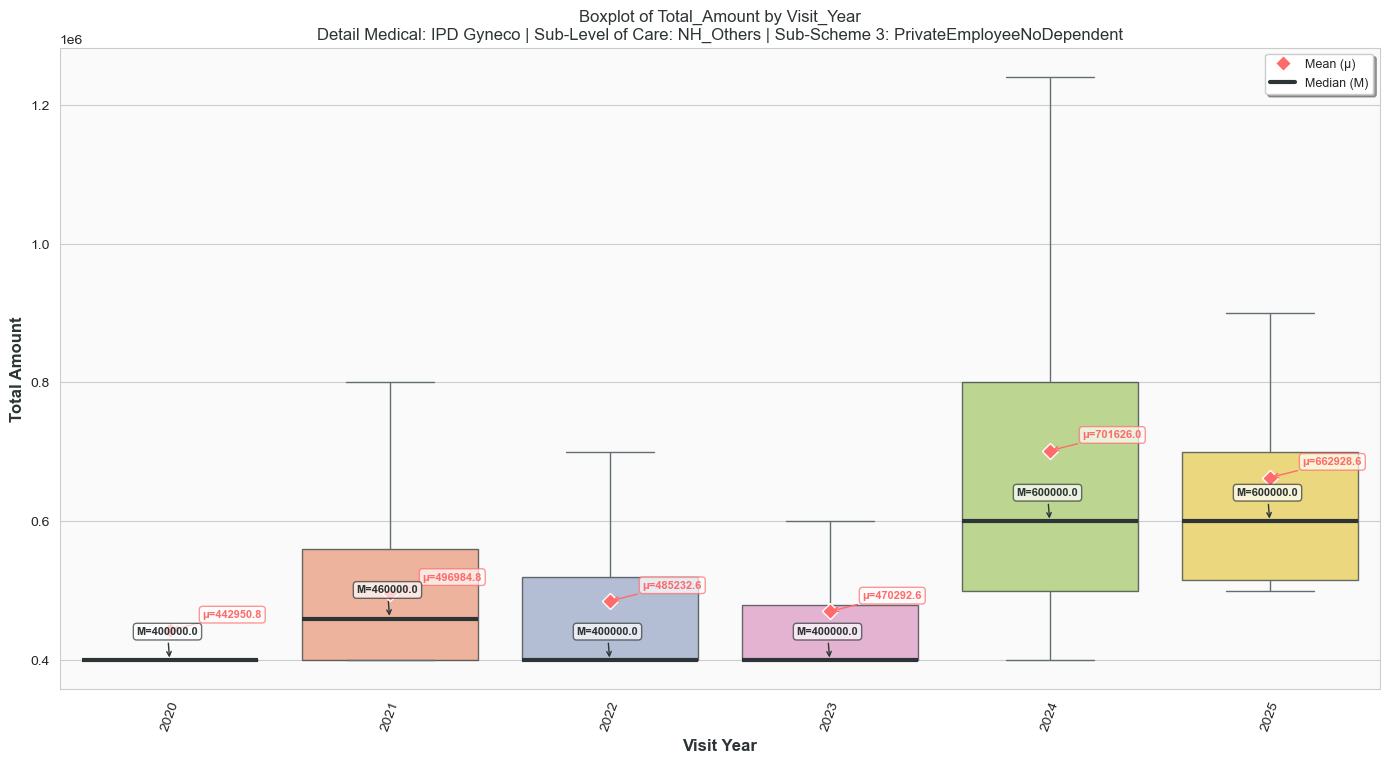 Boxplot of Total_Amount by Visit_Year
Detail Medical: IPD Gyneco | Sub-Level of Care: NH_Others | Sub-Scheme 3: PrivateEmployeeNoDependent
1e6
Mean (μ)
Median (M)
1.2
1.0
0.8
0.6
0.4
Total Amount
μ=442950.8
M=400000.0
μ=496984.8
M=460000.0
μ=485232.6
M=400000.0
μ=470292.6
M=400000.0
μ=701626.0
M=600000.0
μ=662928.6
M=600000.0
2020
2021
2022
2023
2024
2025
Visit Year